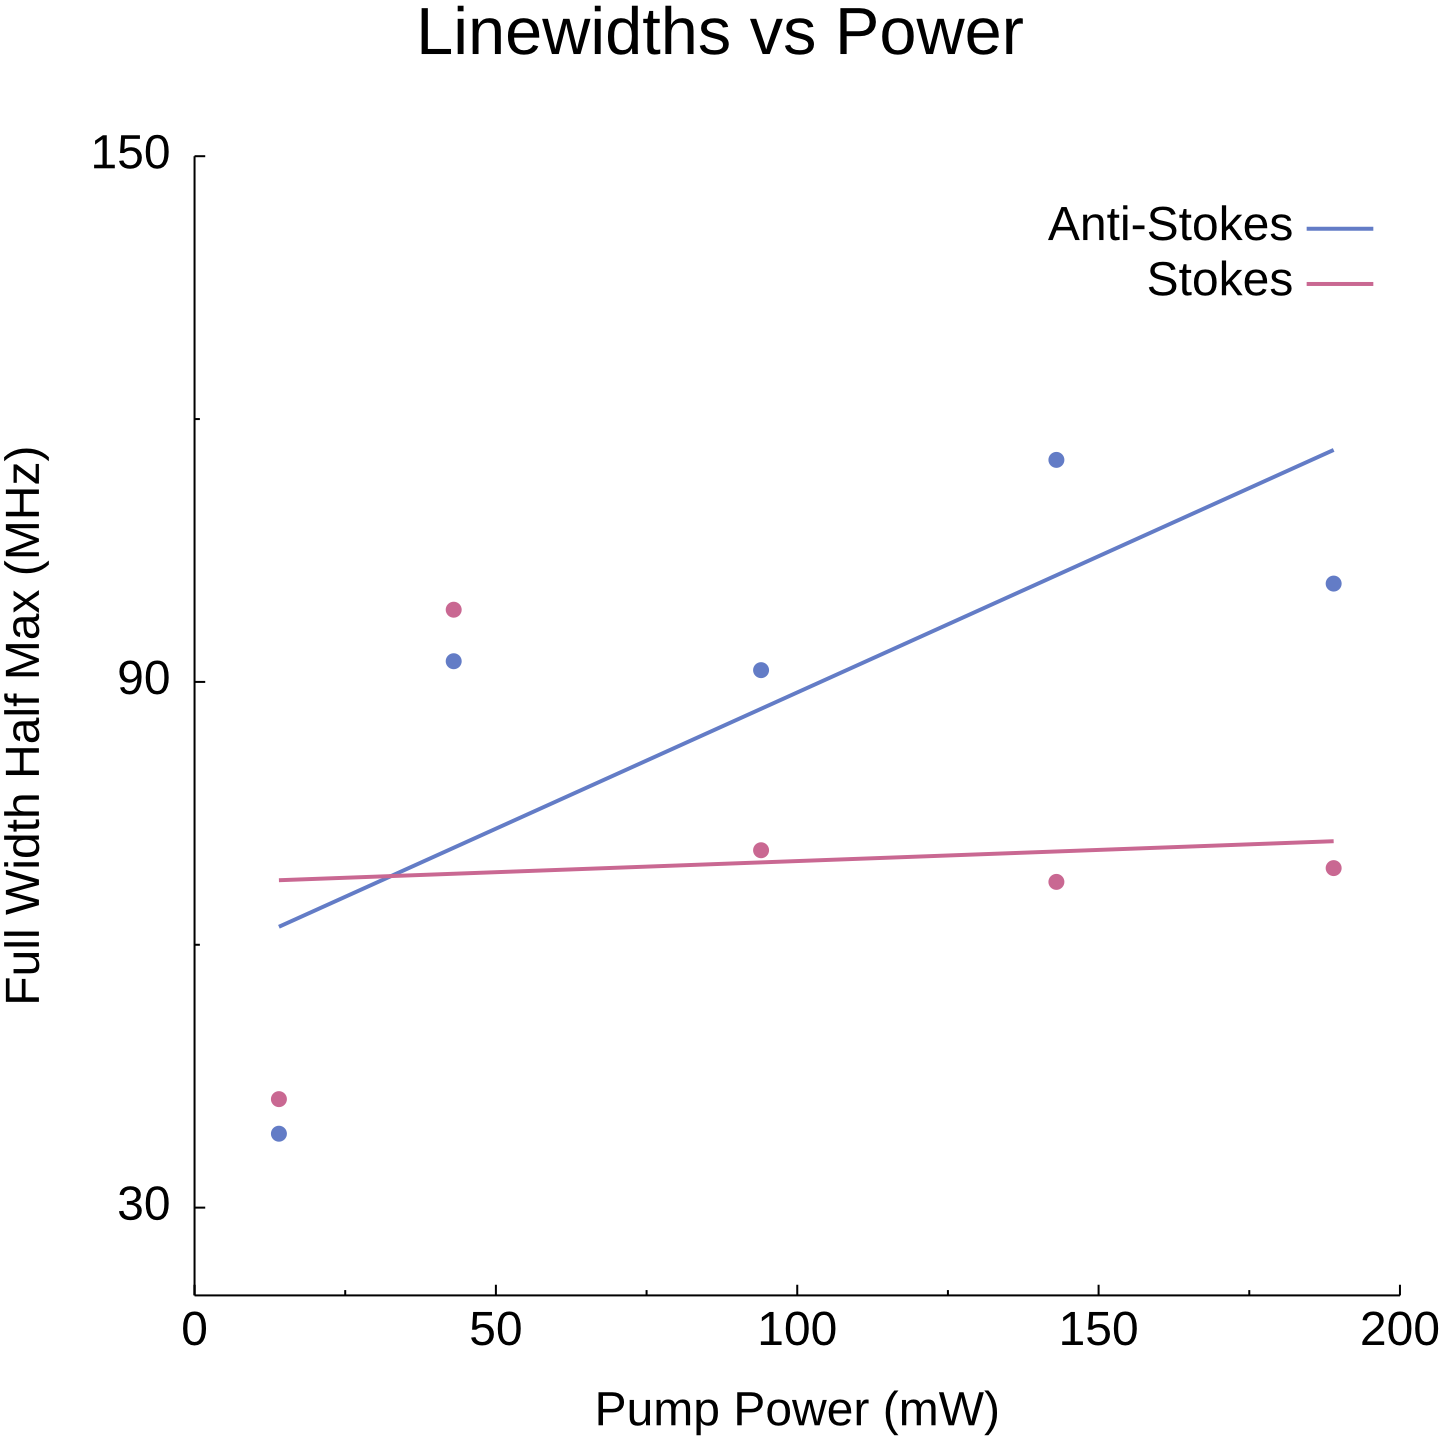 Linewidths vs Power
150
Anti-Stokes
Stokes
Full Width Half Max (MHz)
90
30
0 50 100 150 200
Pump Power (mW)